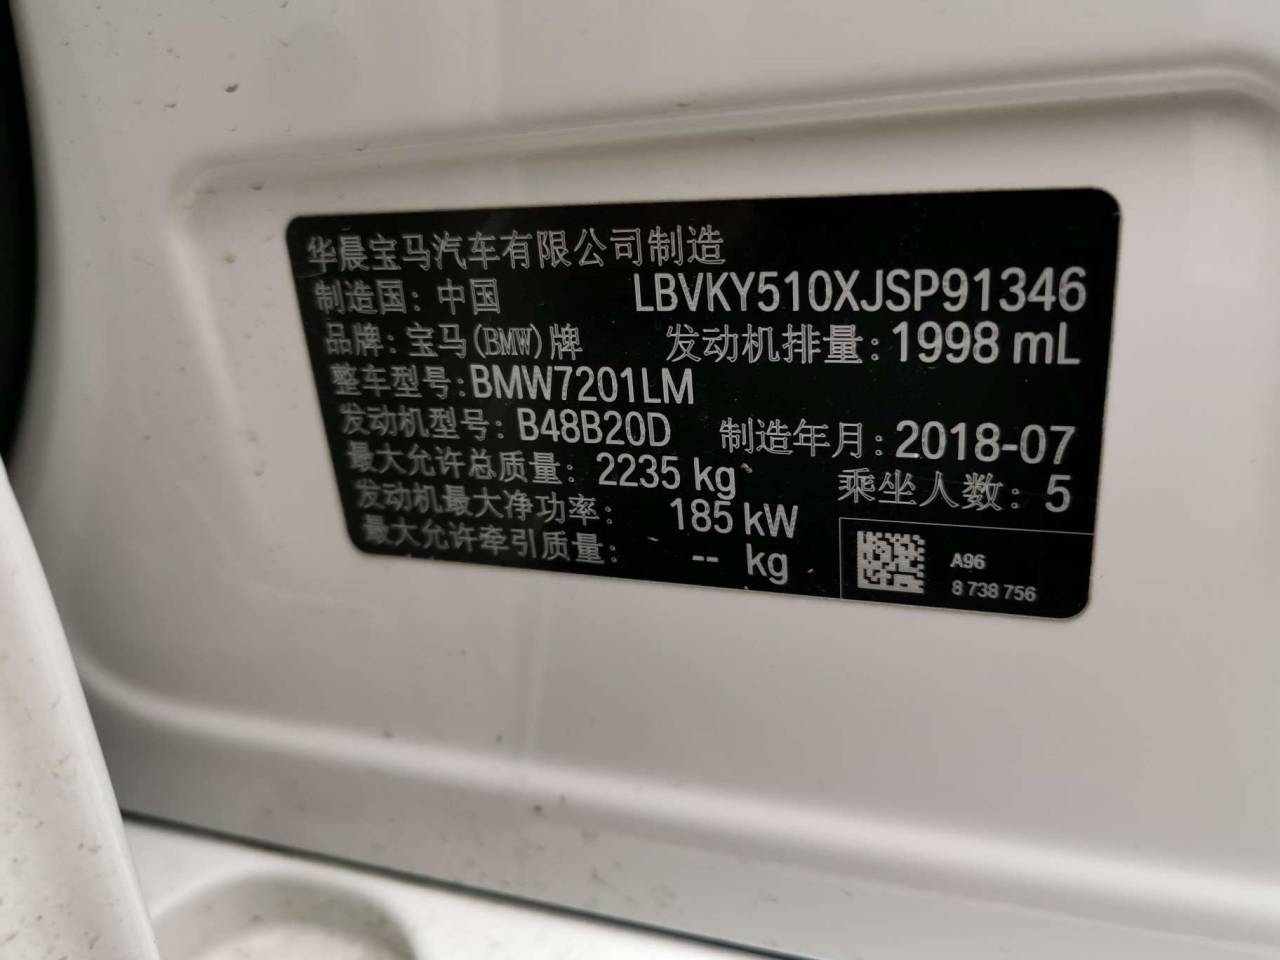 华晨宝马汽车有限公司制造
制造国：中国 LBVKY510XJSP91346
品牌：宝马(BMW)牌 发动机排量：1998 mL
整车型号：BMW7201LM
发动机型号：B48B20D 制造年月：2018-07
最大允许总质量：2235 kg 乘坐人数：5
发动机最大净功率：185 kW
最大允许牵引质量：-- kg
A96
8 738 756